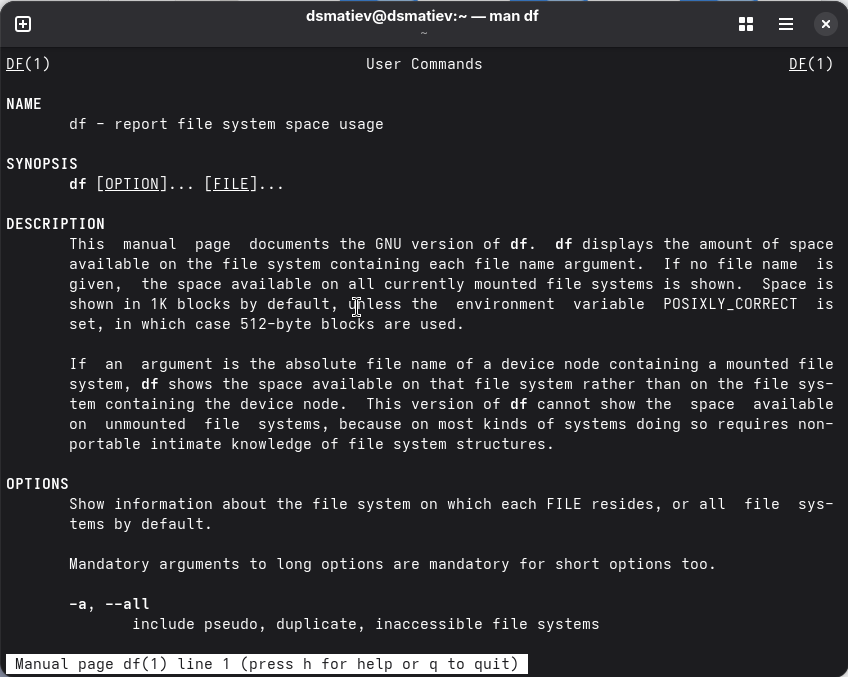 dsmatiev@dsmatiev:~ — man df
~
DF(1) User Commands DF(1)
NAME
df - report file system space usage
SYNOPSIS
df [OPTION]... [FILE]...
DESCRIPTION
This manual page documents the GNU version of df. df displays the amount of space
available on the file system containing each file name argument. If no file name is
given, the space available on all currently mounted file systems is shown. Space is
shown in 1K blocks by default, unless the environment variable POSIXLY_CORRECT is
set, in which case 512-byte blocks are used.
If an argument is the absolute file name of a device node containing a mounted file
system, df shows the space available on that file system rather than on the file sys-
tem containing the device node. This version of df cannot show the space available
on unmounted file systems, because on most kinds of systems doing so requires non-
portable intimate knowledge of file system structures.
OPTIONS
Show information about the file system on which each FILE resides, or all file sys-
tems by default.
Mandatory arguments to long options are mandatory for short options too.
-a, --all
include pseudo, duplicate, inaccessible file systems
Manual page df(1) line 1 (press h for help or q to quit)